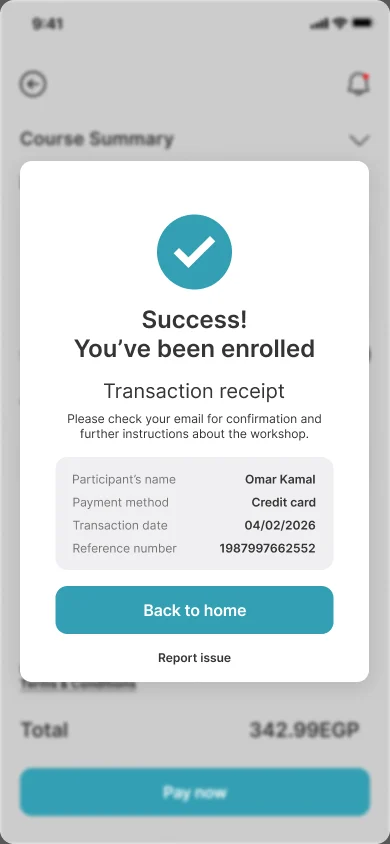 9:41
Course Summary
Success!
You've been enrolled
Transaction receipt
Please check your email for confirmation and
further instructions about the workshop.
Participant's name Omar Kamal
Payment method Credit card
Transaction date 04/02/2026
Reference number 1987997662552
Back to home
Report issue
Terms & Conditions
Total 342.99EGP
Pay now